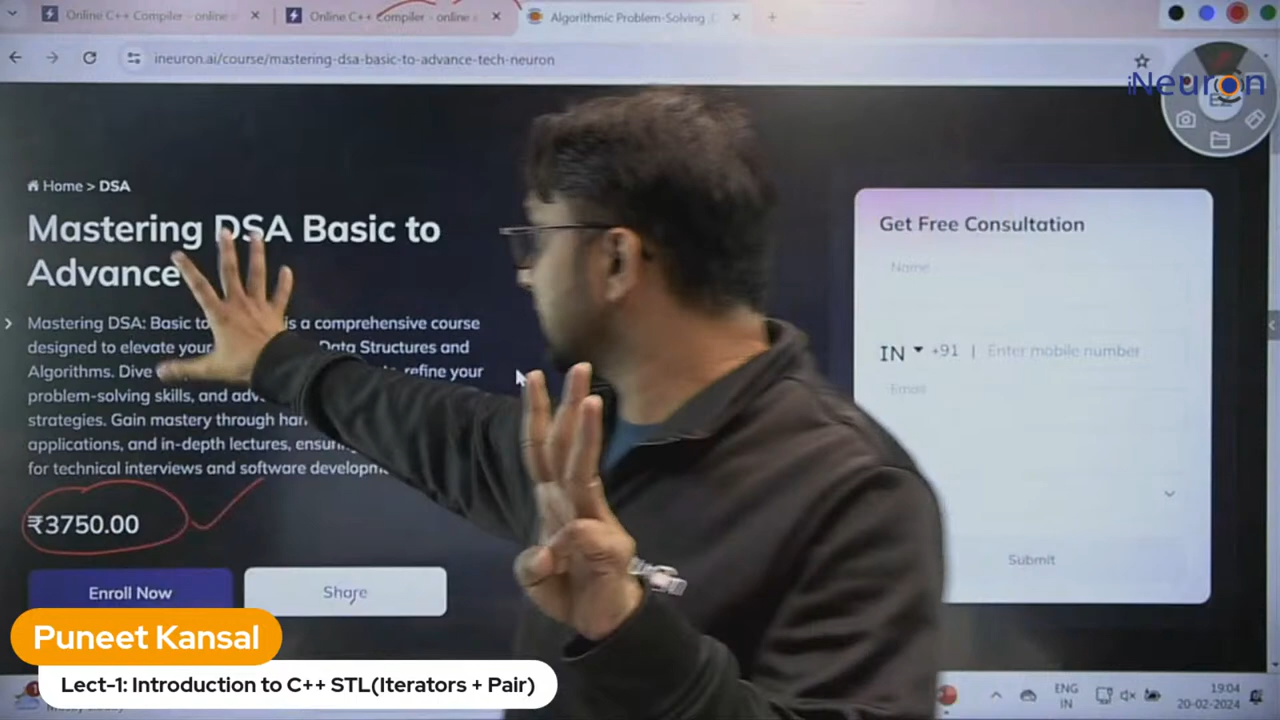 Online C++ Compiler - online
Online C++ Compiler - online
Algorithmic Problem-Solving
ineuron.ai/course/mastering-dsa-basic-to-advance-tech-neuron
iNeuron
Home > DSA
Mastering DSA Basic to
Advance
Mastering DSA: Basic to is a comprehensive course
designed to elevate your Data Structures and
Algorithms. Dive refine your
problem-solving skills, and
strategies. Gain mastery through
applications, and in-depth lectures,
for technical interviews and software
₹3750.00
Enroll Now
Share
Get Free Consultation
Name
IN +91 | Enter mobile number
Email
Submit
Puneet Kansal
Lect-1: Introduction to C++ STL(Iterators + Pair)
ENG
IN
19:04
20-02-2024